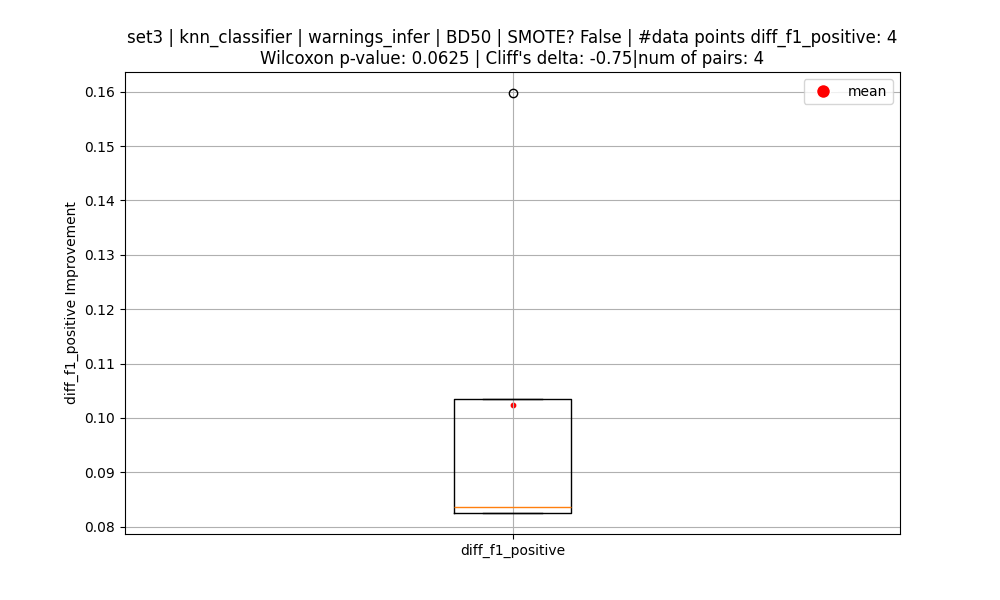 set3 | knn_classifier | warnings_infer | BD50 | SMOTE? False | #data points diff_f1_positive: 4
Wilcoxon p-value: 0.0625 | Cliff's delta: -0.75|num of pairs: 4
mean
diff_f1_positive Improvement
0.16
0.15
0.14
0.13
0.12
0.11
0.10
0.09
0.08
diff_f1_positive